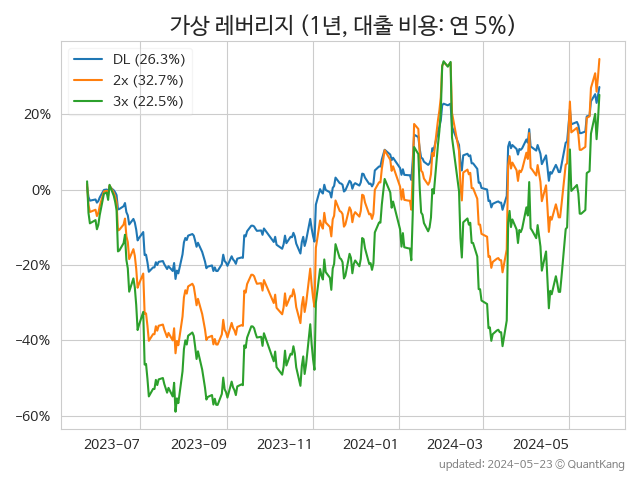 가상 레버리지 (1년, 대출 비용: 연 5%)
DL (26.3%)
2x (32.7%)
3x (22.5%)
20%
0%
−20%
−40%
−60%
2023−07 2023−09 2023−11 2024−01 2024−03 2024−05
updated: 2024-05-23 © QuantKang